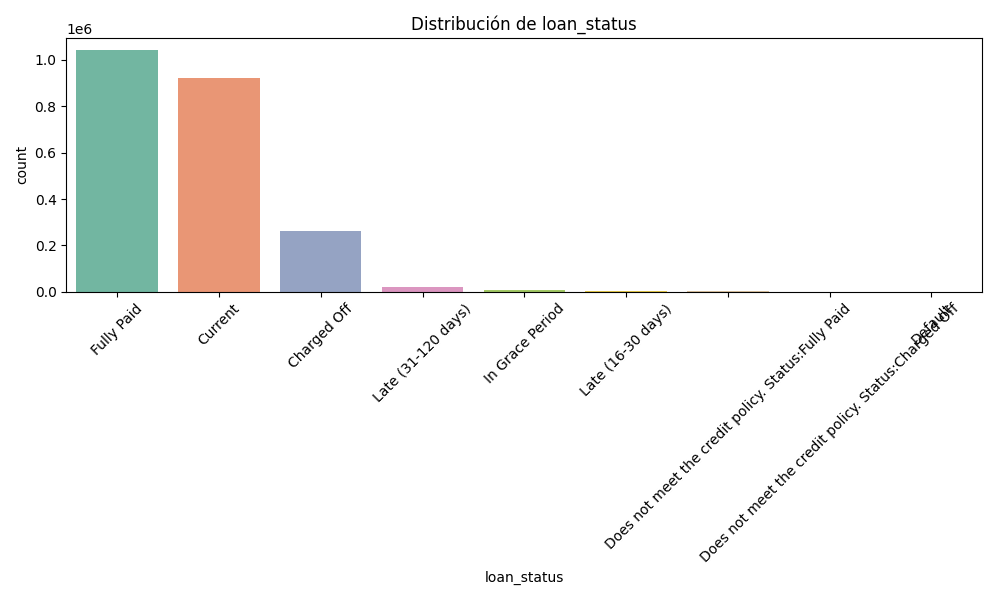 Distribución de loan_status
1e6
1.0
0.8
0.6
0.4
0.2
0.0
count
Fully Paid
Current
Charged Off
Late (31-120 days)
In Grace Period
Late (16-30 days)
Does not meet the credit policy. Status:Fully Paid
Does not meet the credit policy. Status:Charged Off
Default
loan_status